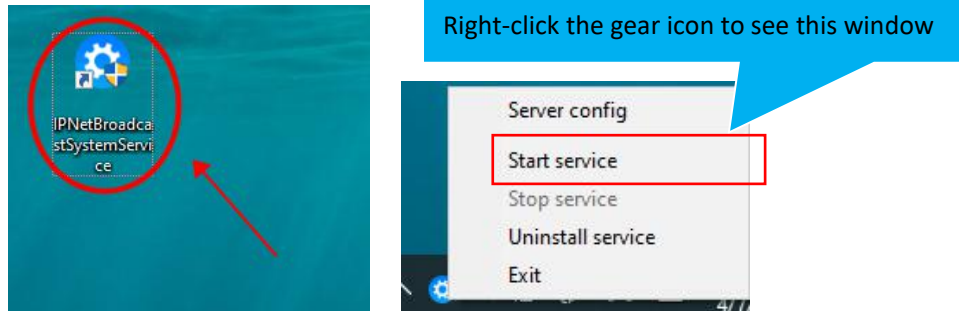 Right-click the gear icon to see this window
IPNetBroadca
stSystemServi
ce
Server config
Start service
Stop service
Uninstall service
Exit